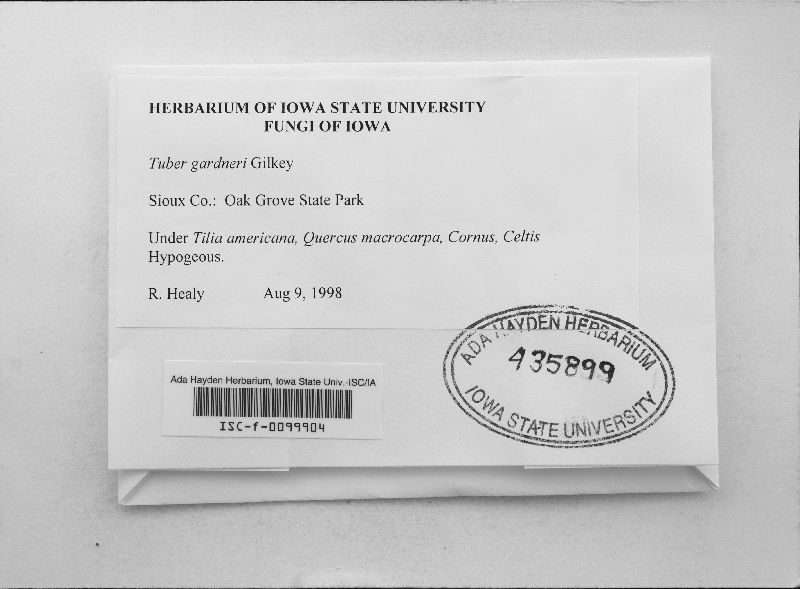 HERBARIUM OF IOWA STATE UNIVERSITY
FUNGI OF IOWA
Tuber gardneri Gilkey
Sioux Co.: Oak Grove State Park
Under Tilia americana, Quercus macrocarpa, Cornus, Celtis
Hypogeous.
R. Healy Aug 9, 1998
ADA HAYDEN HERBARIUM
435899
IOWA STATE UNIVERSITY
Ada Hayden Herbarium, Iowa State Univ.-ISC/IA
ISC-f-0099904